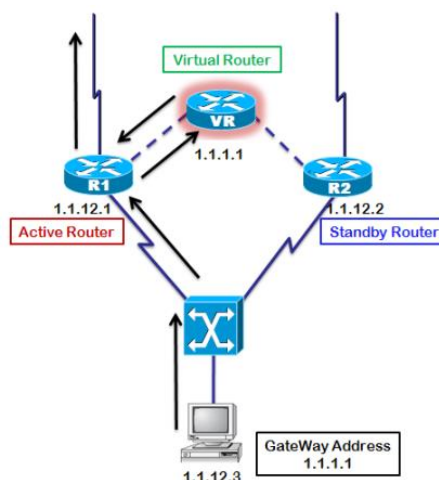 Virtual Router
VR
1.1.1.1
R1
R2
1.1.12.1
1.1.12.2
Active Router
Standby Router
GateWay Address
1.1.1.1
1.1.12.3